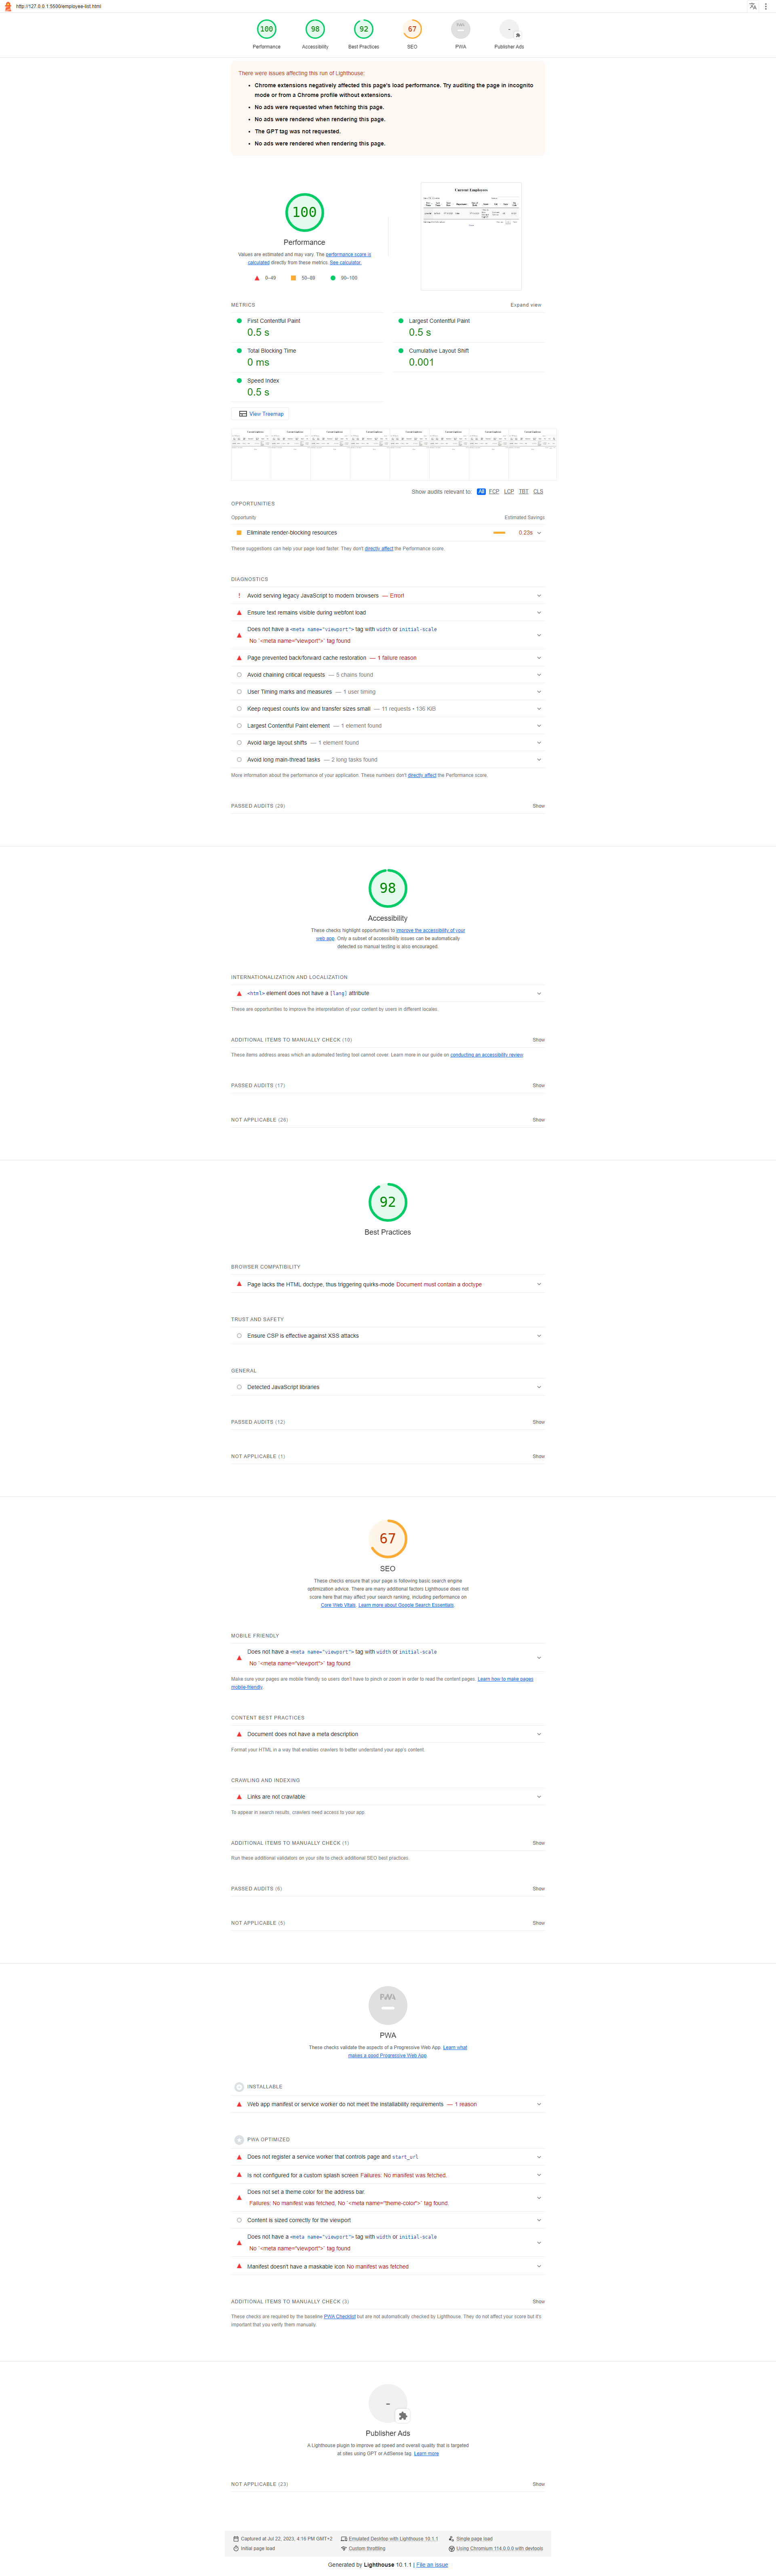 http://127.0.0.1:5500/employee-list.html
100
98
92
67
PWA
-
Performance
Accessibility
Best Practices
SEO
PWA
Publisher Ads
There were issues affecting this run of Lighthouse:
Chrome extensions negatively affected this page's load performance. Try auditing the page in incognito
mode or from a Chrome profile without extensions.
No ads were requested when fetching this page.
No ads were rendered when rendering this page.
The GPT tag was not requested.
No ads were rendered when rendering this page.
100
Performance
Values are estimated and may vary. The performance score is
calculated directly from these metrics. See calculator.
0–49
50–89
90–100
Current Employees
METRICS
Expand view
First Contentful Paint
0.5 s
Largest Contentful Paint
0.5 s
Total Blocking Time
0 ms
Cumulative Layout Shift
0.001
Speed Index
0.5 s
View Treemap
Show audits relevant to: All FCP LCP TBT CLS
OPPORTUNITIES
Opportunity
Estimated Savings
Eliminate render-blocking resources
0.23s
These suggestions can help your page load faster. They don't directly affect the Performance score.
DIAGNOSTICS
Avoid serving legacy JavaScript to modern browsers — Error!
Ensure text remains visible during webfont load
Does not have a <meta name="viewport"> tag with width or initial-scale
No `<meta name="viewport">` tag found
Page prevented back/forward cache restoration — 1 failure reason
Avoid chaining critical requests — 5 chains found
User Timing marks and measures — 1 user timing
Keep request counts low and transfer sizes small — 11 requests • 136 KiB
Largest Contentful Paint element — 1 element found
Avoid large layout shifts — 1 element found
Avoid long main-thread tasks — 2 long tasks found
More information about the performance of your application. These numbers don't directly affect the Performance score.
PASSED AUDITS (28)
Show
98
Accessibility
These checks highlight opportunities to improve the accessibility of your
web app. Only a subset of accessibility issues can be automatically
detected so manual testing is also encouraged.
INTERNATIONALIZATION AND LOCALIZATION
<html> element does not have a [lang] attribute
These are opportunities to improve the interpretation of your content by users in different locales.
ADDITIONAL ITEMS TO MANUALLY CHECK (10)
Show
These items address areas which an automated testing tool cannot cover. Learn more in our guide on conducting an accessibility review.
PASSED AUDITS (17)
Show
NOT APPLICABLE (26)
Show
92
Best Practices
BROWSER COMPATIBILITY
Page lacks the HTML doctype, thus triggering quirks-mode Document must contain a doctype
TRUST AND SAFETY
Ensure CSP is effective against XSS attacks
GENERAL
Detected JavaScript libraries
PASSED AUDITS (12)
Show
NOT APPLICABLE (1)
Show
67
SEO
These checks ensure that your page is following basic search engine
optimization advice. There are many additional factors Lighthouse does not
score here that may affect your search ranking, including performance on
Core Web Vitals. Learn more about Google Search Essentials.
MOBILE FRIENDLY
Does not have a <meta name="viewport"> tag with width or initial-scale
No `<meta name="viewport">` tag found
Make sure your pages are mobile friendly so users don't have to pinch or zoom in order to read the content pages. Learn how to make pages
mobile-friendly.
CONTENT BEST PRACTICES
Document does not have a meta description
Format your HTML in a way that enables crawlers to better understand your app's content.
CRAWLING AND INDEXING
Links are not crawlable
To appear in search results, crawlers need access to your app.
ADDITIONAL ITEMS TO MANUALLY CHECK (1)
Show
Run these additional validators on your site to check additional SEO best practices.
PASSED AUDITS (6)
Show
NOT APPLICABLE (5)
Show
PWA
PWA
These checks validate the aspects of a Progressive Web App. Learn what
makes a good Progressive Web App.
INSTALLABLE
Web app manifest or service worker do not meet the installability requirements — 1 reason
PWA OPTIMIZED
Does not register a service worker that controls page and start_url
Is not configured for a custom splash screen Failures: No manifest was fetched.
Does not set a theme color for the address bar.
Failures: No manifest was fetched, No `<meta name="theme-color">` tag found.
Content is sized correctly for the viewport
Does not have a <meta name="viewport"> tag with width or initial-scale
No `<meta name="viewport">` tag found
Manifest doesn't have a maskable icon No manifest was fetched
ADDITIONAL ITEMS TO MANUALLY CHECK (3)
Show
These checks are required by the baseline PWA Checklist but are not automatically checked by Lighthouse. They do not affect your score but it's
important that you verify them manually.
-
Publisher Ads
A Lighthouse plugin to improve ad speed and overall quality that is targeted
at sites using GPT or AdSense tag. Learn more
NOT APPLICABLE (23)
Show
Captured at Jul 22, 2023, 4:16 PM GMT+2
Emulated Desktop with Lighthouse 10.1.1
Single page load
Initial page load
Custom throttling
Using Chromium 114.0.0.0 with devtools
Generated by Lighthouse 10.1.1 | File an issue